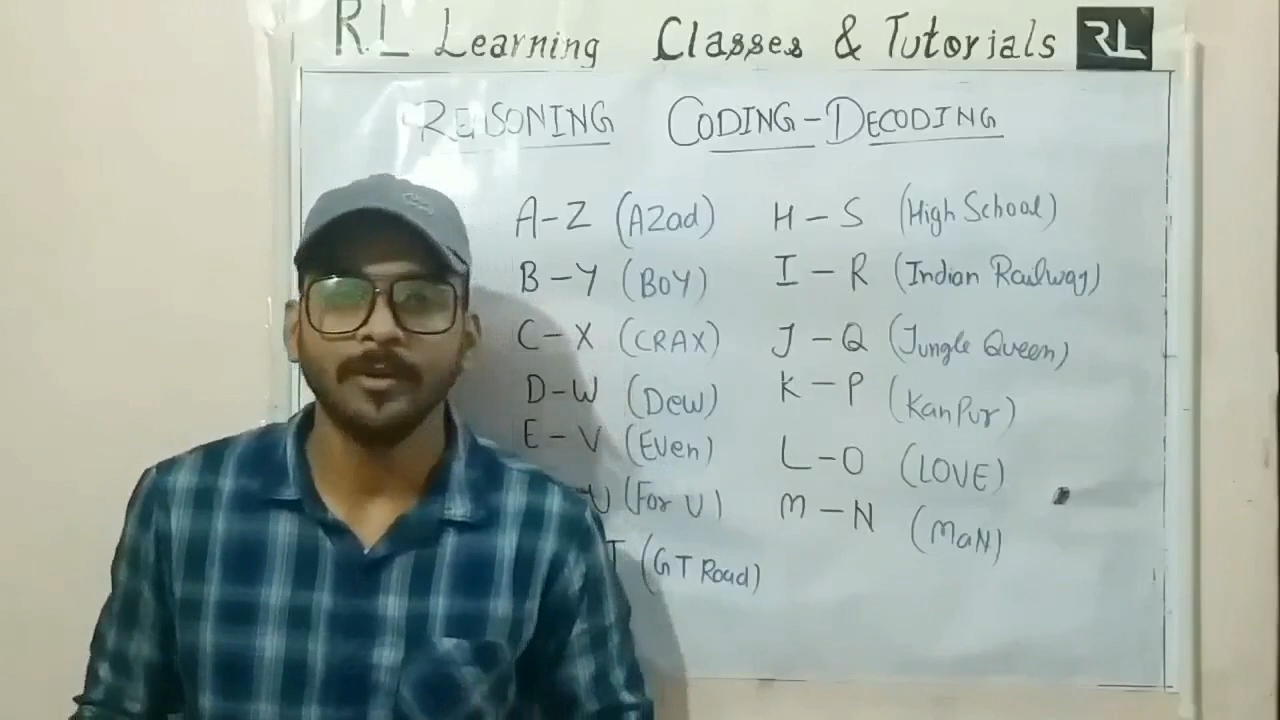 RL Learning Classes & Tutorials RL
REASONING CODING-DECODING
A-Z (AZad)
B-Y (BOY)
C-X (CRAX)
D-W (Dew)
E-V (EVen)
U (For U)
T (GT Road)
H-S (High School)
I-R (Indian Railway)
J-Q (Jungle Queen)
K-P (KanPur)
L-O (LOVE)
M-N (MaN)